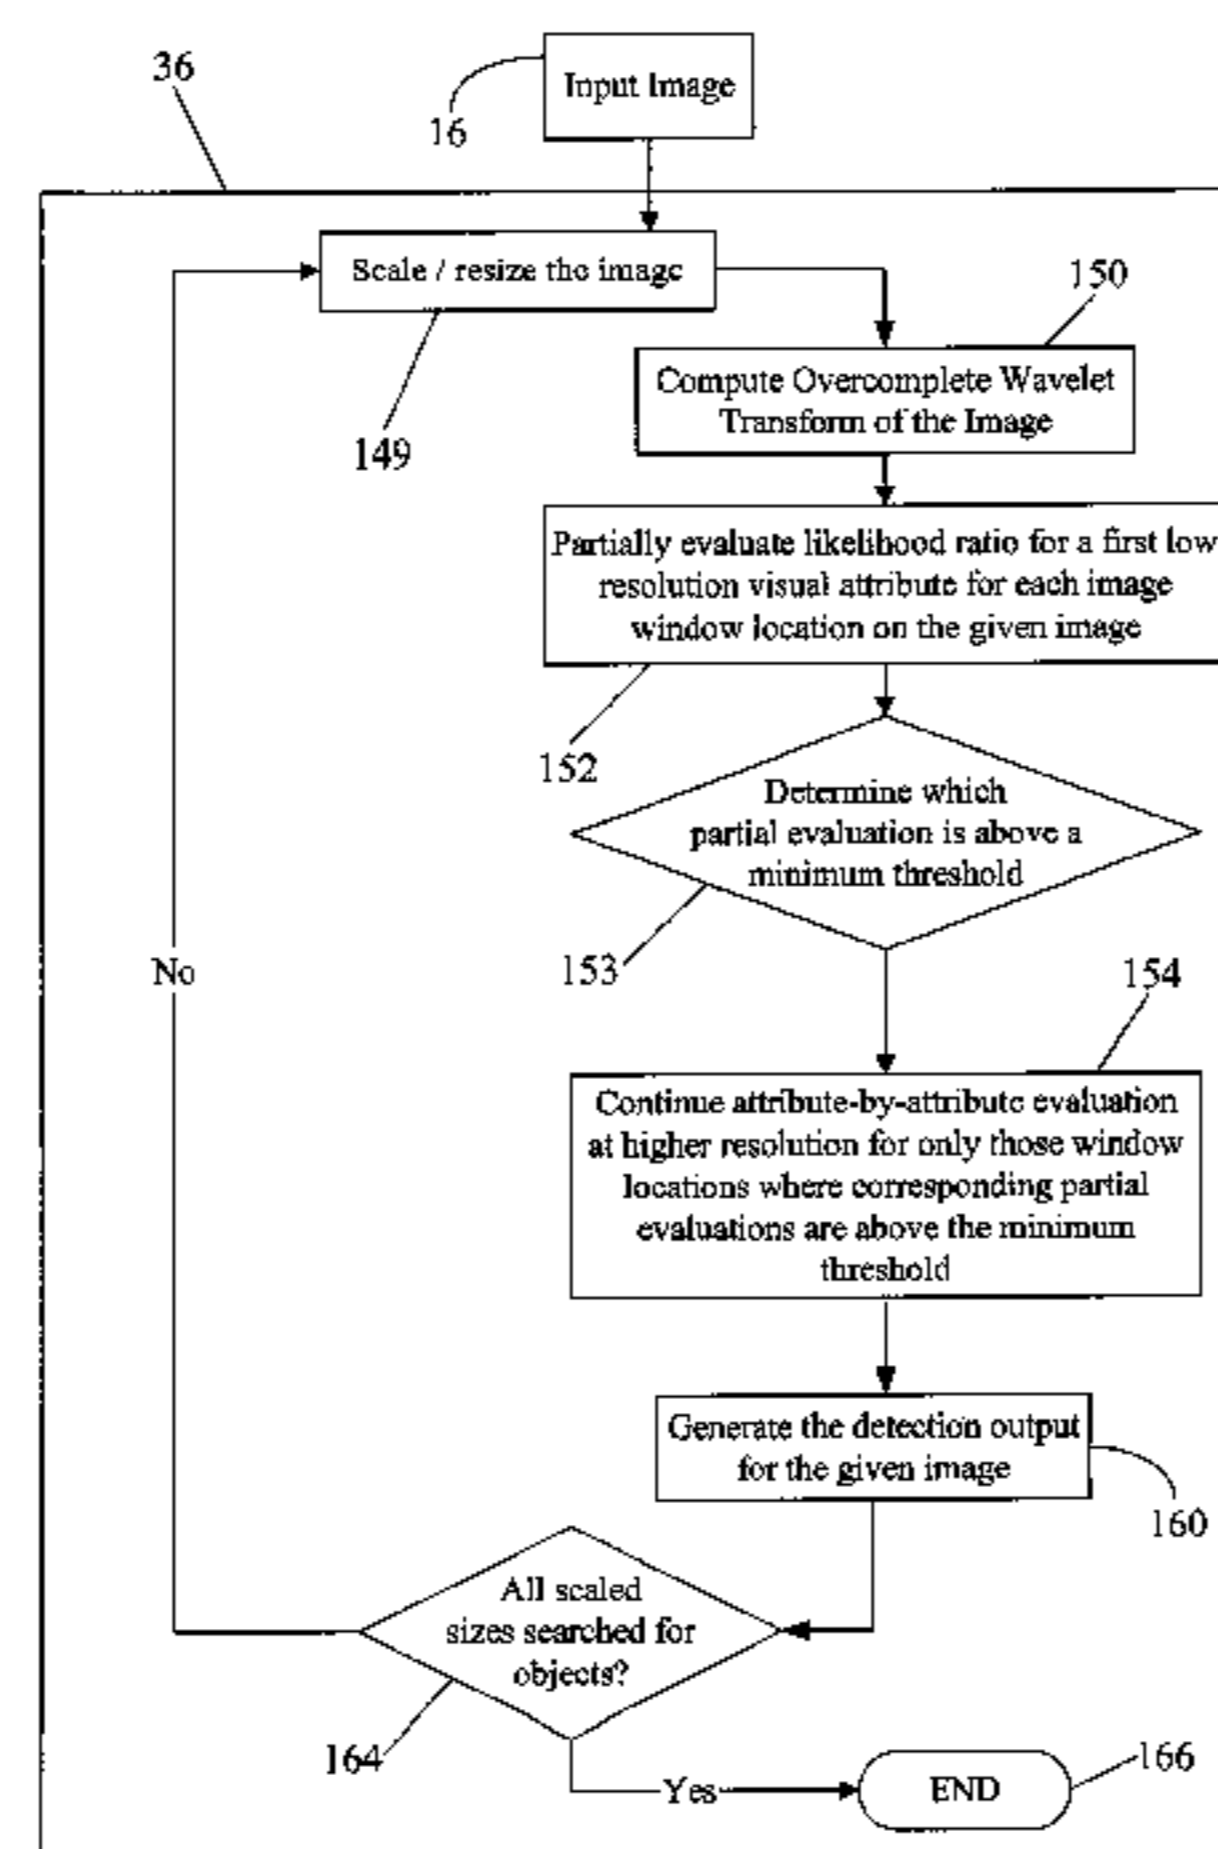 36
Input Image
16
Scale / resize the image
150
149
Compute Overcomplete Wavelet
Transform of the Image
Partially evaluate likelihood ratio for a first low
resolution visual attribute for each image
window location on the given image
152
Determine which
partial evaluation is above a
minimum threshold
153
No
154
Continue attribute-by-attribute evaluation
at higher resolution for only those window
locations where corresponding partial
evaluations are above the minimum
threshold
Generate the detection output
for the given image
160
All scaled
sizes searched for
objects?
164
Yes
END
166